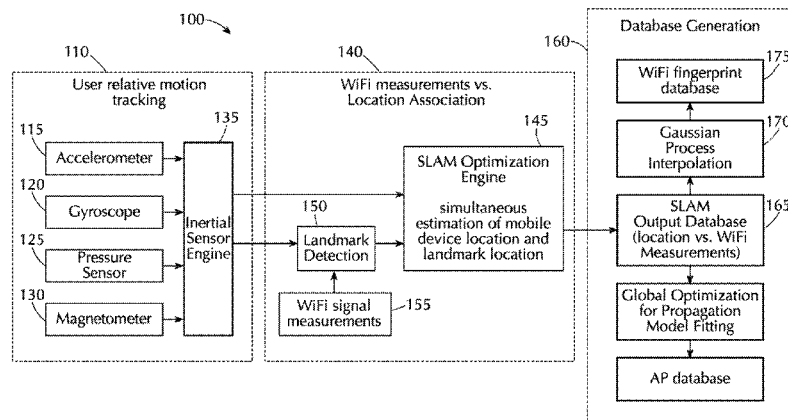 100
110
User relative motion
tracking
115
Accelerometer
120
Gyroscope
125
Pressure
Sensor
130
Magnetometer
135
Inertial
Sensor
Engine
140
WiFi measurements vs.
Location Association
145
SLAM Optimization
Engine
simultaneous
estimation of mobile
device location and
landmark location
150
Landmark
Detection
WiFi signal
measurements
155
160
Database Generation
175
WiFi fingerprint
database
170
Gaussian
Process
Interpolation
165
SLAM
Output Database
(location vs. WiFi
Measurements)
Global Optimization
for Propagation
Model Fitting
AP database